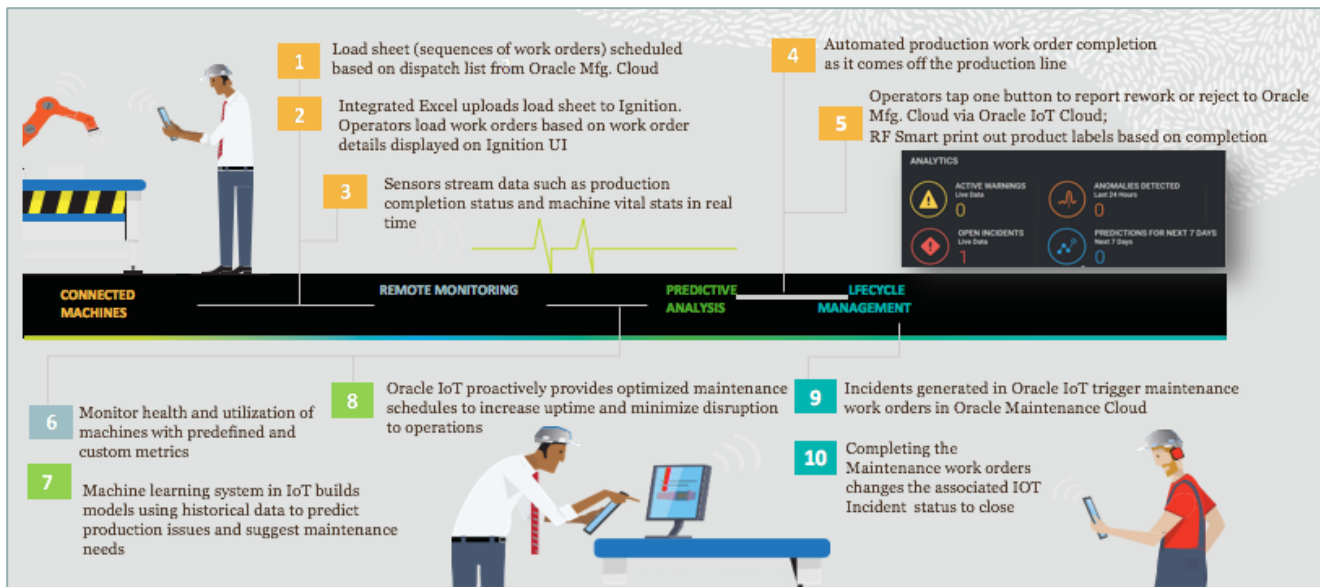 1
Load sheet (sequences of work orders) scheduled
based on dispatch list from Oracle Mfg. Cloud
2
Integrated Excel uploads load sheet to Ignition.
Operators load work orders based on work order
details displayed on Ignition UI
3
Sensors stream data such as production
completion status and machine vital stats in real
time
4
Automated production work order completion
as it comes off the production line
5
Operators tap one button to report rework or reject to Oracle
Mfg. Cloud via Oracle IoT Cloud;
RF Smart print out product labels based on completion
ANALYTICS
ACTIVE WARNINGS
Live Data
0
ANOMALIES DETECTED
Last 24 Hours
0
OPEN INCIDENTS
Live Data
1
PREDICTIONS FOR NEXT 7 DAYS
Next 7 Days
0
CONNECTED
MACHINES
REMOTE MONITORING
PREDICTIVE
ANALYSIS
LFECYCLE
MANAGEMENT
6
Monitor health and utilization of
machines with predefined and
custom metrics
7
Machine learning system in IoT builds
models using historical data to predict
production issues and suggest maintenance
needs
8
Oracle IoT proactively provides optimized maintenance
schedules to increase uptime and minimize disruption
to operations
9
Incidents generated in Oracle IoT trigger maintenance
work orders in Oracle Maintenance Cloud
10
Completing the
Maintenance work orders
changes the associated IOT
Incident status to close